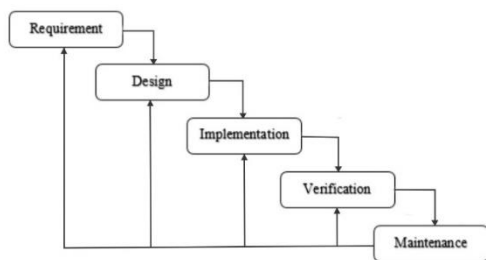 Requirement
Design
Implementation
Verification
Maintenance